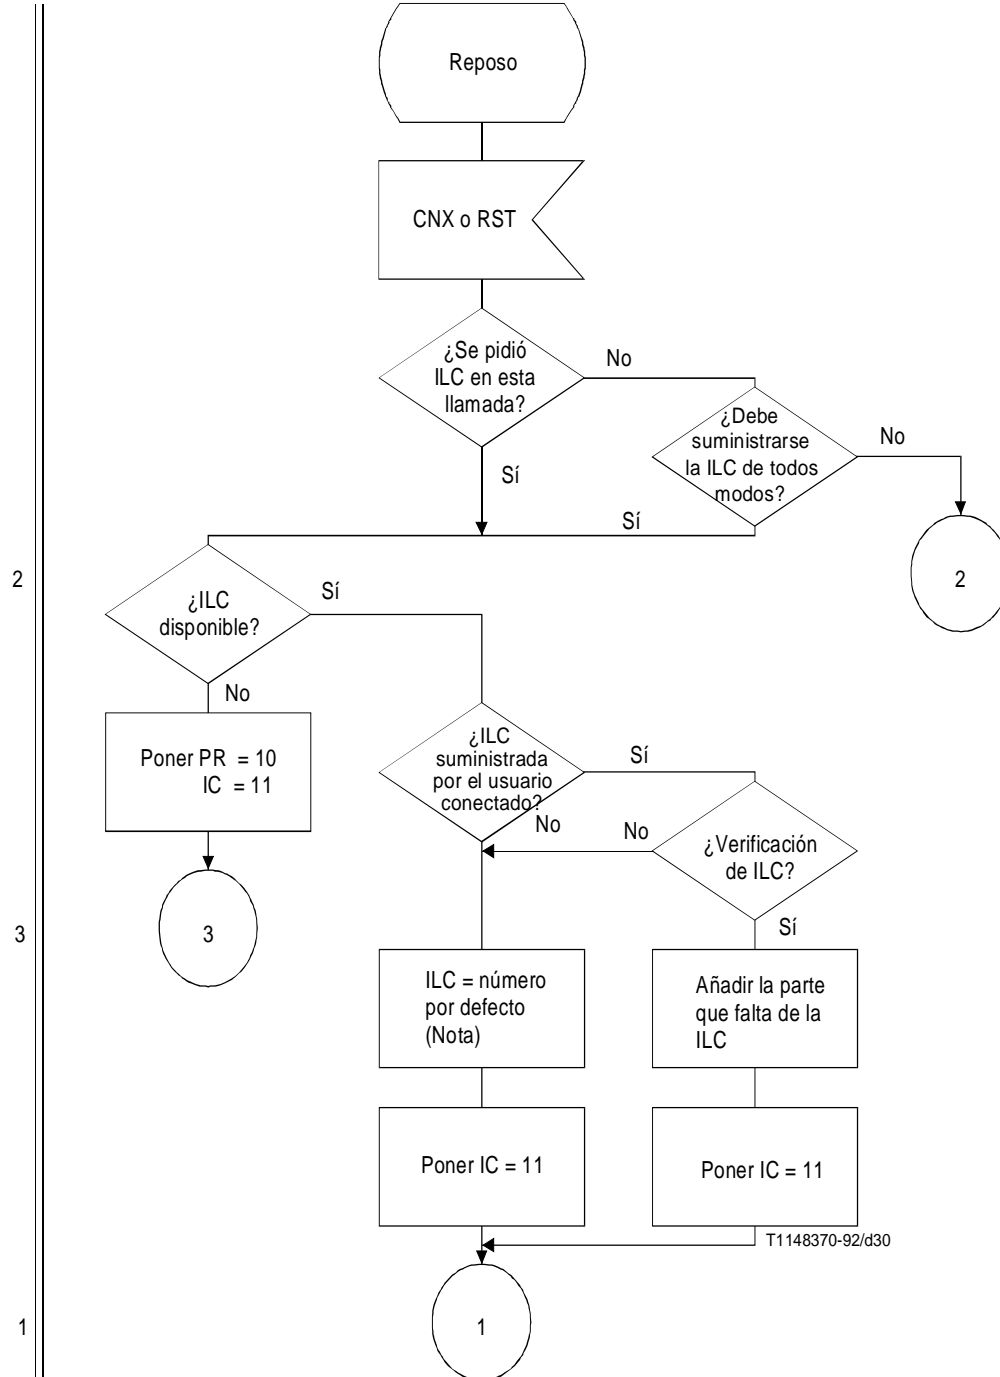 Reposo
CNX o RST
¿Se pidió
ILC en esta
llamada?
No
¿Debe
suministrarse
la ILC de todos
modos?
No
Sí
Sí
2
2
¿ILC
disponible?
Sí
No
Poner PR = 10
IC = 11
¿ILC
suministrada
por el usuario
conectado?
Sí
No
No
¿Verificación
de ILC?
Sí
3
3
ILC = número
por defecto
(Nota)
Añadir la parte
que falta de la
ILC
Poner IC = 11
Poner IC = 11
T1148370-92/d30
1
1